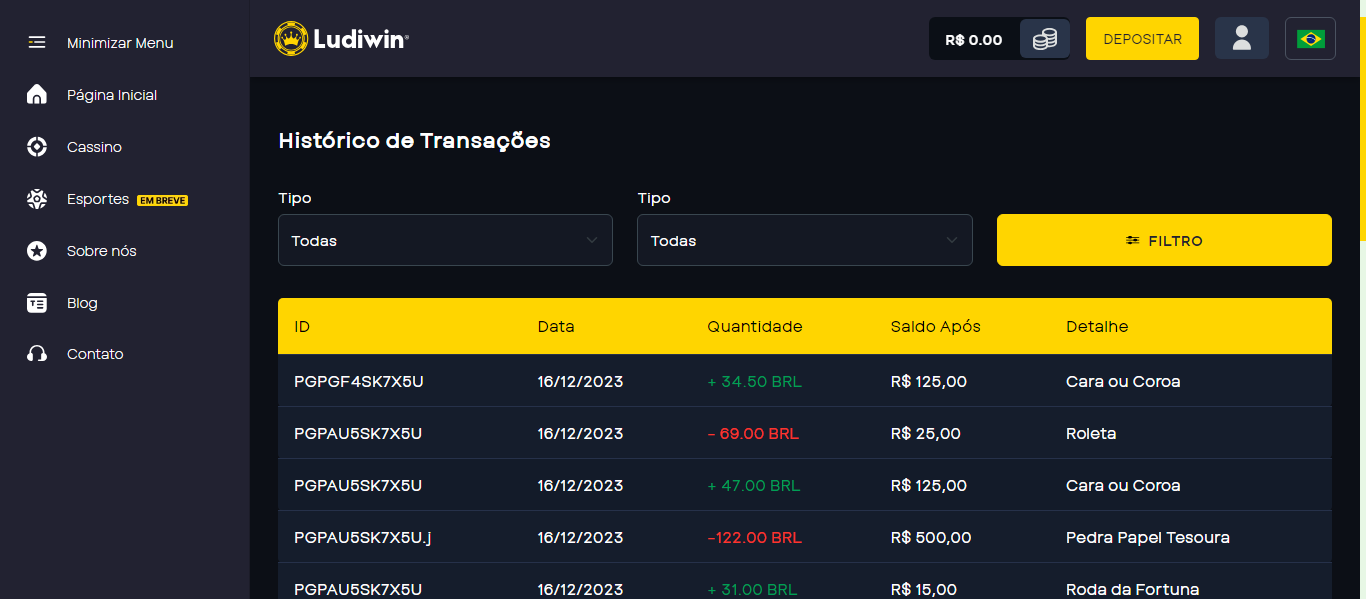 Minimizar Menu
Ludiwin®
R$ 0.00
DEPOSITAR
Página Inicial
Cassino
Esportes EM BREVE
Sobre nós
Blog
Contato
Histórico de Transações
Tipo Tipo
Todas Todas FILTRO
ID Data Quantidade Saldo Após Detalhe
PGPGF4SK7X5U 16/12/2023 + 34.50 BRL R$ 125,00 Cara ou Coroa
PGPAU5SK7X5U 16/12/2023 - 69.00 BRL R$ 25,00 Roleta
PGPAU5SK7X5U 16/12/2023 + 47.00 BRL R$ 125,00 Cara ou Coroa
PGPAU5SK7X5U.j 16/12/2023 -122.00 BRL R$ 500,00 Pedra Papel Tesoura
PGPAU5SK7X5U 16/12/2023 + 31.00 BRL R$ 15,00 Roda da Fortuna